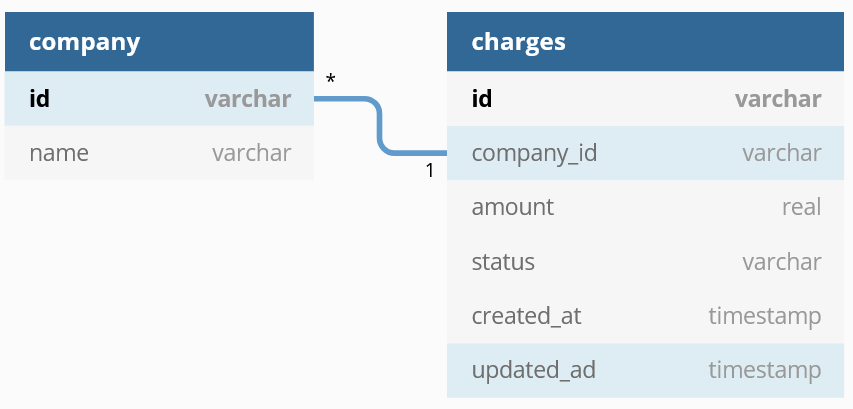 company
id varchar
name varchar
*
1
charges
id varchar
company_id varchar
amount real
status varchar
created_at timestamp
updated_ad timestamp